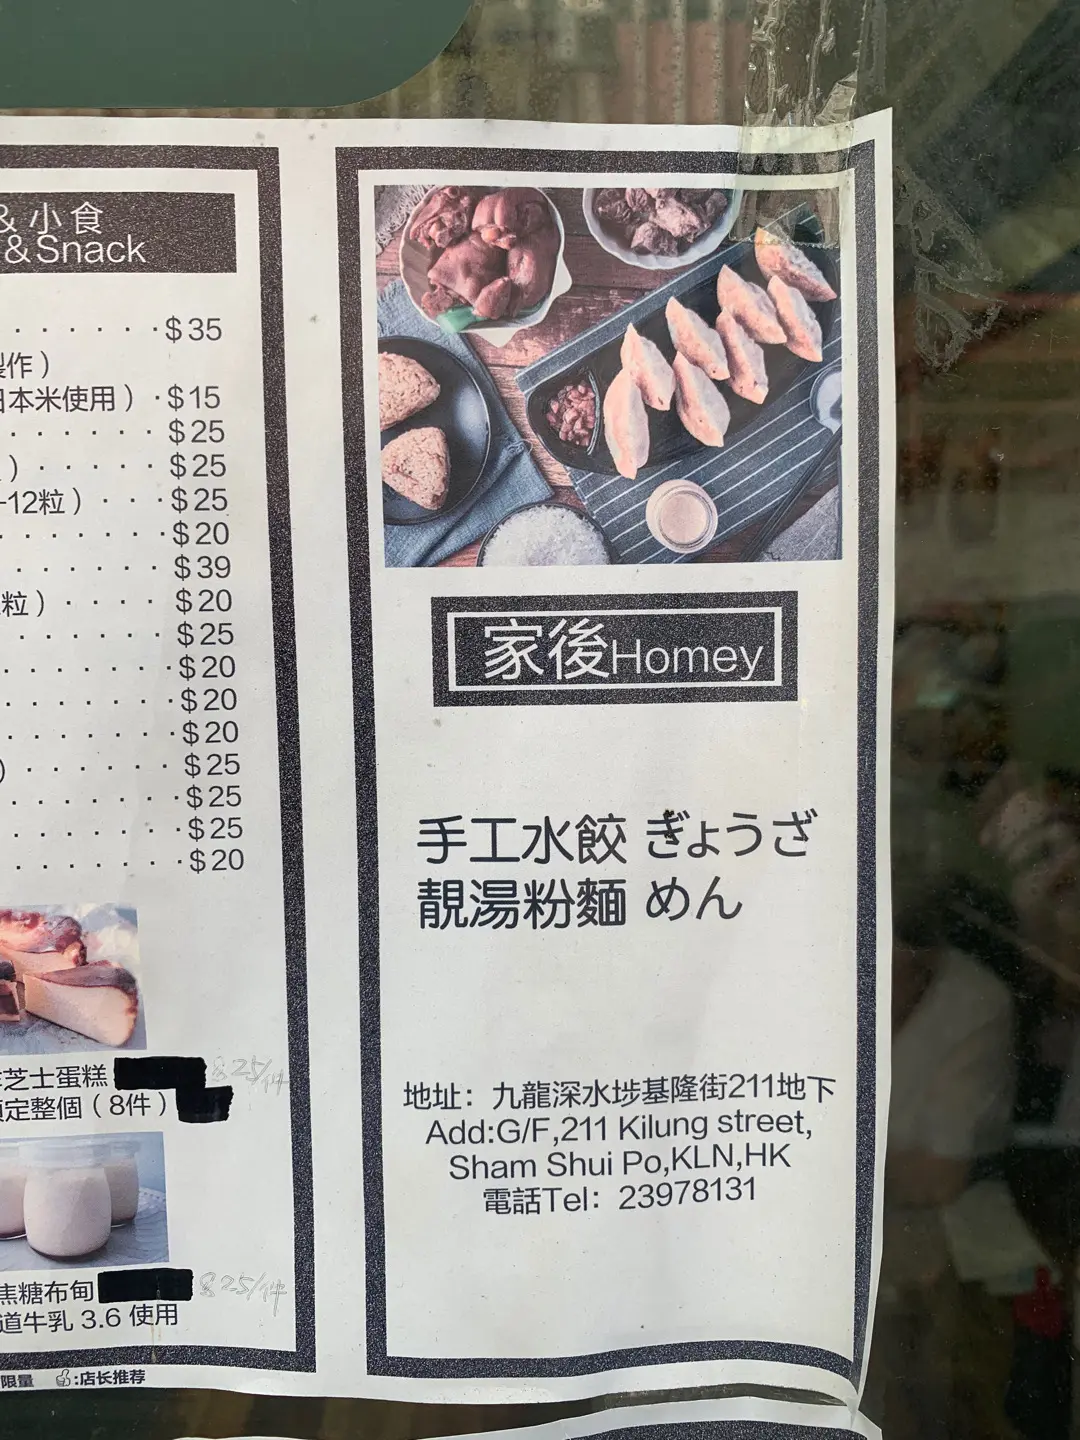 & 小食
&Snack
$35
製作）
日本米使用）$15
$25
）$25
-12粒）$25
$20
$39
粒）$20
$25
$20
$20
$20
）$25
$25
$25
$20
芝士蛋糕 $25/件
定整個（8件）
焦糖布甸 $25/件
道牛乳 3.6 使用
限量 :店长推荐
家後Homey
手工水餃 ぎょうざ
靚湯粉麵 めん
地址：九龍深水埗基隆街211地下
Add:G/F,211 Kilung street,
Sham Shui Po,KLN,HK
電話Tel：23978131